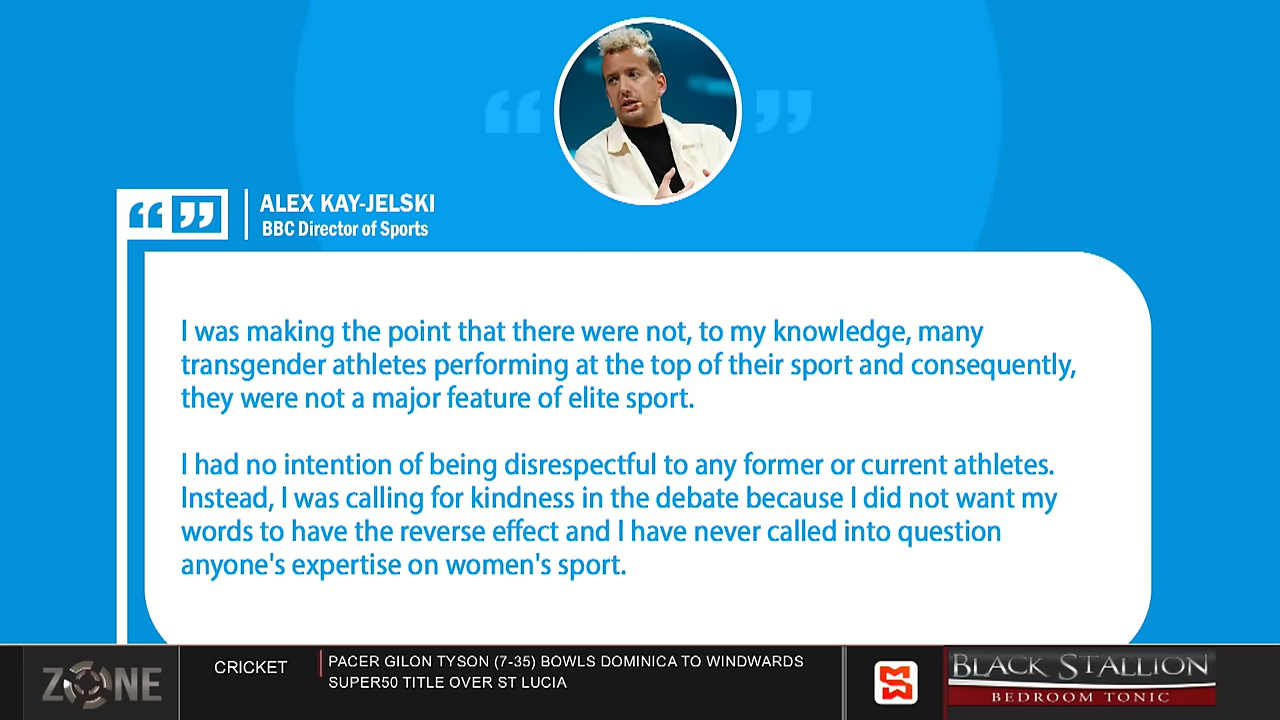 ALEX KAY-JELSKI
BBC Director of Sports
I was making the point that there were not, to my knowledge, many
transgender athletes performing at the top of their sport and consequently,
they were not a major feature of elite sport.
I had no intention of being disrespectful to any former or current athletes.
Instead, I was calling for kindness in the debate because I did not want my
words to have the reverse effect and I have never called into question
anyone's expertise on women's sport.
ZONE
CRICKET
PACER GILON TYSON (7-35) BOWLS DOMINICA TO WINDWARDS
SUPER50 TITLE OVER ST LUCIA
BLACK STALLION
BEDROOM TONIC